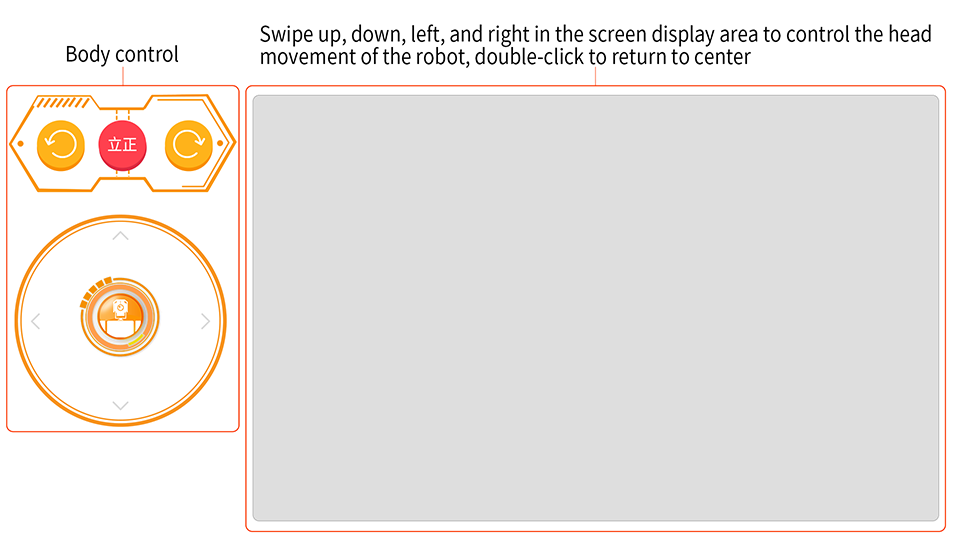 Body control
Swipe up, down, left, and right in the screen display area to control the head
movement of the robot, double-click to return to center
立正